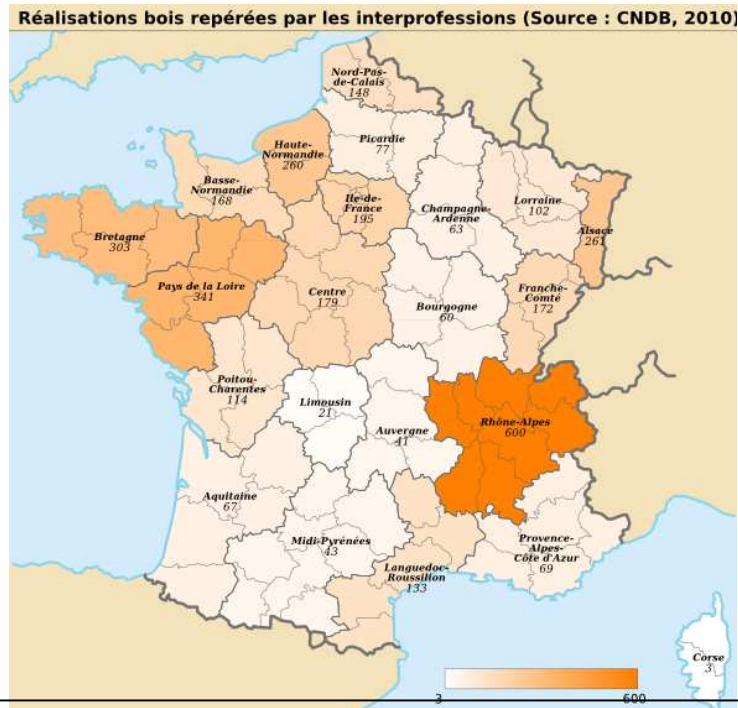 Réalisations bois repérées par les interprofessions (Source : CNDB, 2010)
Nord-Pas-
de-Calais
148
Picardie
77
Haute-
Normandie
260
Basse-
Normandie
168
Ile-de-
France
195
Champagne-
Ardenne
63
Lorraine
102
Alsace
261
Bretagne
303
Pays de la Loire
341
Centre
179
Bourgogne
60
Franche-
Comté
172
Poitou-
Charentes
114
Limousin
21
Auvergne
41
Rhône-Alpes
600
Aquitaine
67
Midi-Pyrénées
43
Languedoc-
Roussillon
133
Provence-
Alpes-
Côte d'Azur
69
Corse
3
3
600